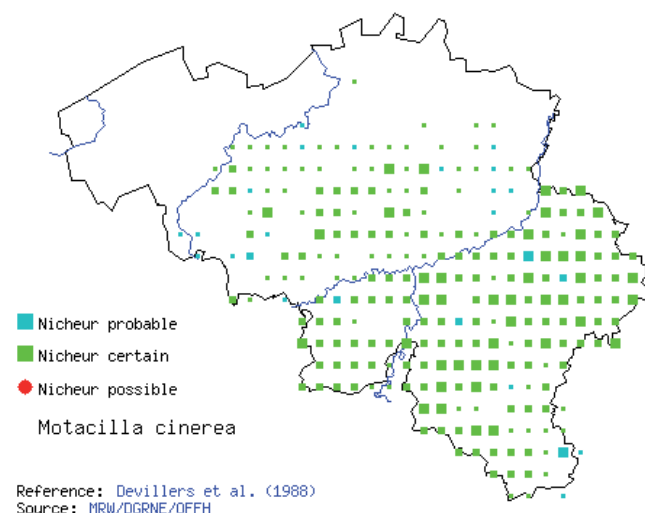 Nicheur probable
Nicheur certain
Nicheur possible
Motacilla cinerea
Reference: Devillers et al. (1988)
Source: MRW/DGRNE/OFFH